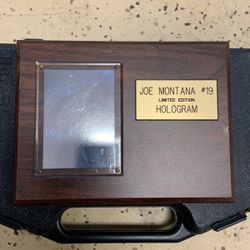 JOE MONTANA #19
LIMITED EDITION
HOLOGRAM